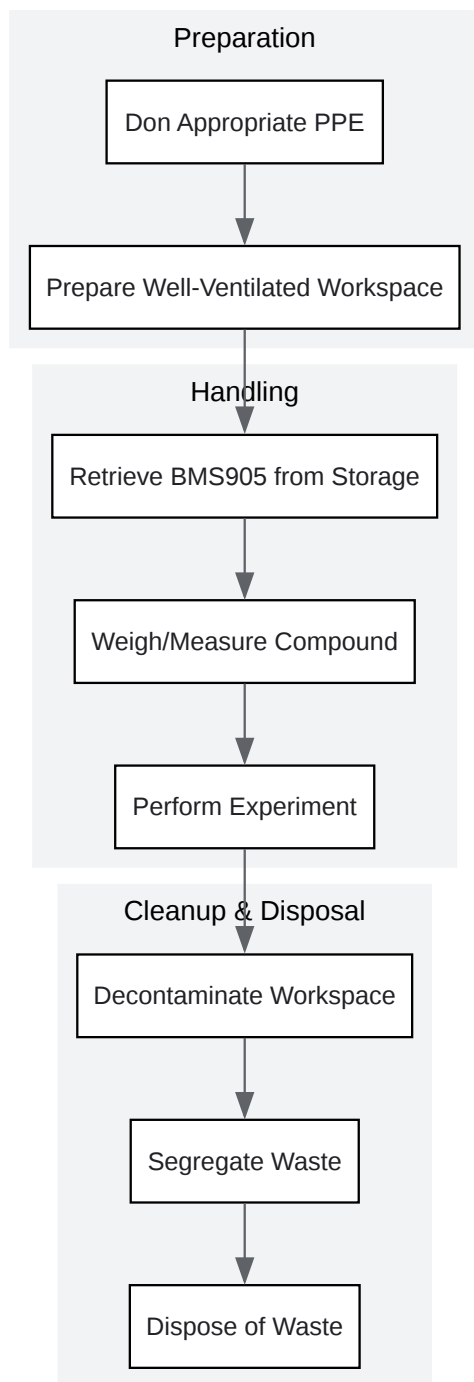 Preparation
Don Appropriate PPE
Prepare Well-Ventilated Workspace
Handling
Retrieve BMS905 from Storage
Weigh/Measure Compound
Perform Experiment
Cleanup & Disposal
Decontaminate Workspace
Segregate Waste
Dispose of Waste